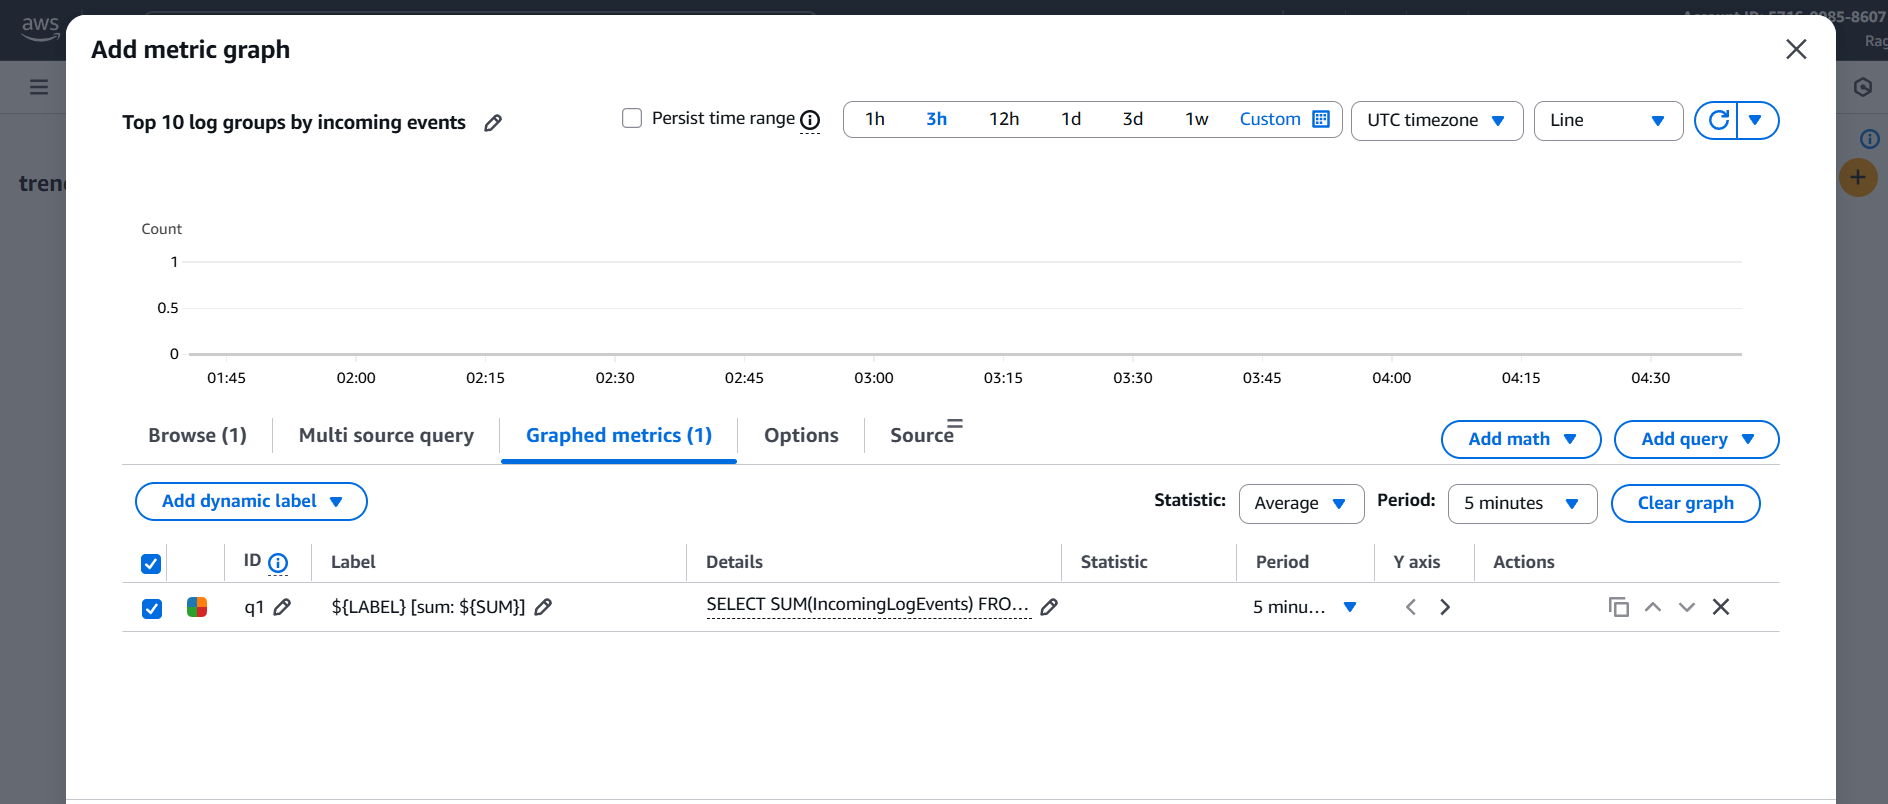 aws
Add metric graph
Top 10 log groups by incoming events
Persist time range
1h 3h 12h 1d 3d 1w Custom
UTC timezone
Line
Count
1
0.5
0
01:45 02:00 02:15 02:30 02:45 03:00 03:15 03:30 03:45 04:00 04:15 04:30
Browse (1) Multi source query Graphed metrics (1) Options Source
Add math Add query
Add dynamic label
Statistic: Average Period: 5 minutes Clear graph
ID Label Details Statistic Period Y axis Actions
q1 ${LABEL} [sum: ${SUM}] SELECT SUM(IncomingLogEvents) FRO... 5 minu...